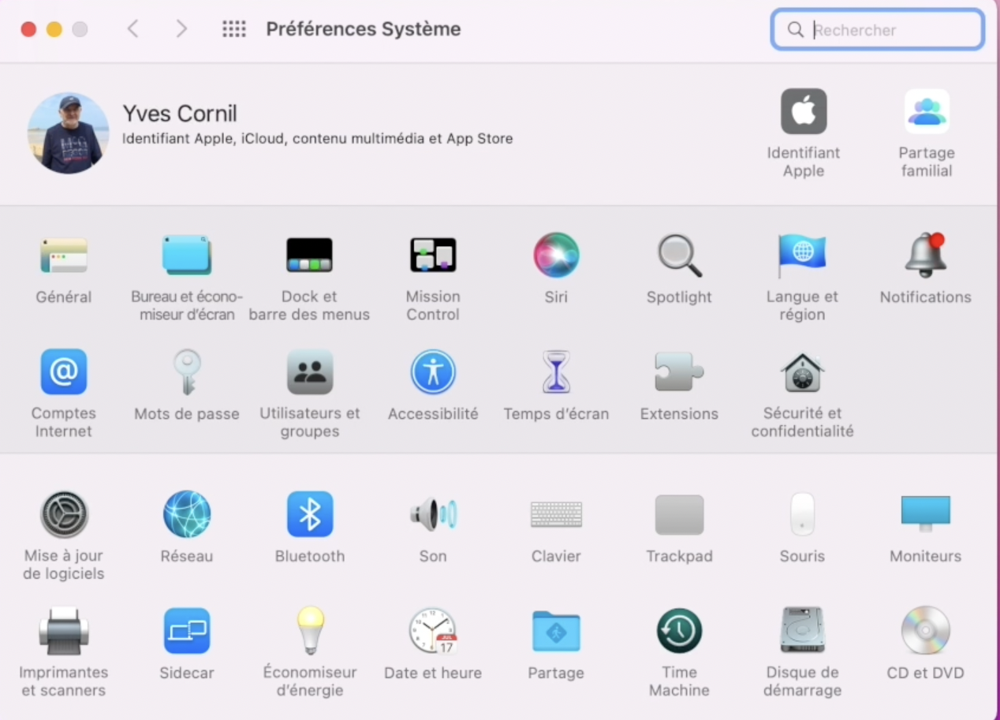 Préférences Système
Rechercher
Yves Cornil
Identifiant Apple, iCloud, contenu multimédia et App Store
Identifiant
Apple
Partage
familial
Général
Bureau et écono-
miseur d'écran
Dock et
barre des menus
Mission
Control
Siri
Spotlight
Langue et
région
Notifications
Comptes
Internet
Mots de passe
Utilisateurs et
groupes
Accessibilité
Temps d'écran
Extensions
Sécurité et
confidentialité
Mise à jour
de logiciels
Réseau
Bluetooth
Son
Clavier
Trackpad
Souris
Moniteurs
Imprimantes
et scanners
Sidecar
Économiseur
d'énergie
JUL
17
Date et heure
Partage
Time
Machine
Disque de
démarrage
CD et DVD